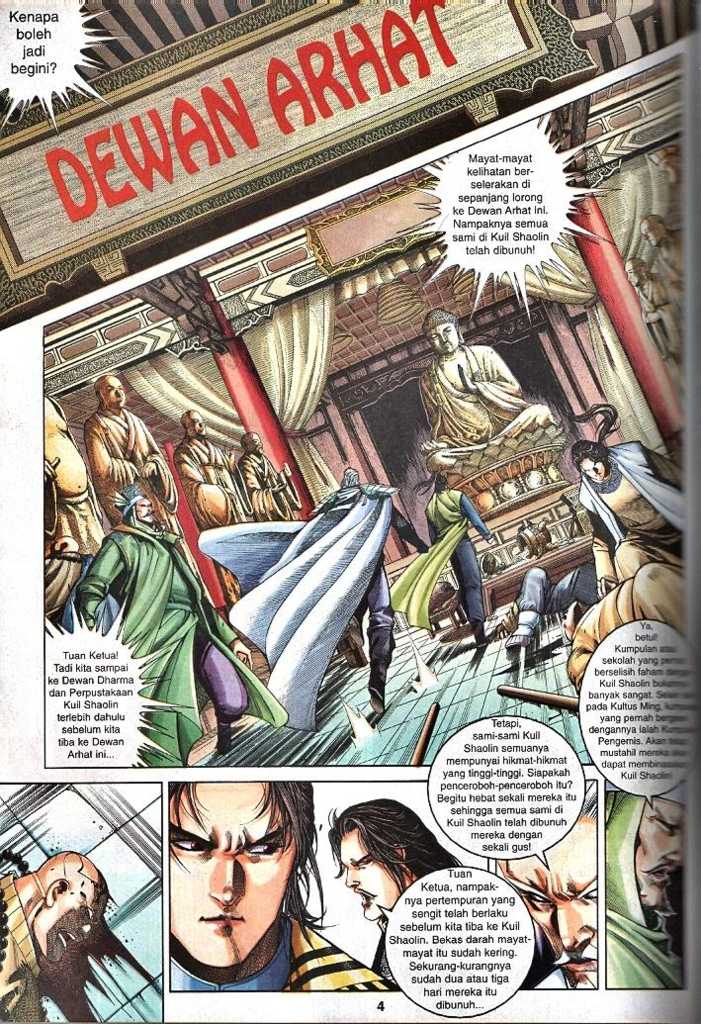 Kenapa
boleh
jadi
begini?
DEWAN ARHAT
Mayat-mayat
kelihatan ber-
selerakan di
sepanjang lorong
ke Dewan Arhat Ini.
Nampaknya semua
sami di Kuil Shaolin
telah dibunuh!
Tuan Ketua!
Tadi kita sampai
ke Dewan Dharma
dan Perpustakaan
Kuil Shaolin
terlebih dahulu
sebelum kita
tiba ke Dewan
Arhat ini...
Ya,
betul!
Kumpulan
sekolah yang
berselisih faham
Kuil Shaolin
banyak sangat.
pada Kultus Ming,
yang pernah
dengannya ialah
Pengemis.
mustahil mereka
dapat
Kuil Shaolin
Tetapi,
sami-sami Kuil
Shaolin semuanya
mempunyai hikmat-hikmat
yang tinggi-tinggi. Siapakah
penceroboh-penceroboh itu?
Begitu hebat sekali mereka itu
sehingga semua sami di
Kuil Shaolin telah dibunuh
mereka dengan
sekali gus!
Tuan
Ketua, nampak-
nya pertempuran yang
sengit telah berlaku
sebelum kita tiba ke Kuil
Shaolin. Bekas darah mayat-
mayat itu sudah kering.
Sekurang-kurangnya
sudah dua atau tiga
hari mereka itu
dibunuh...
4